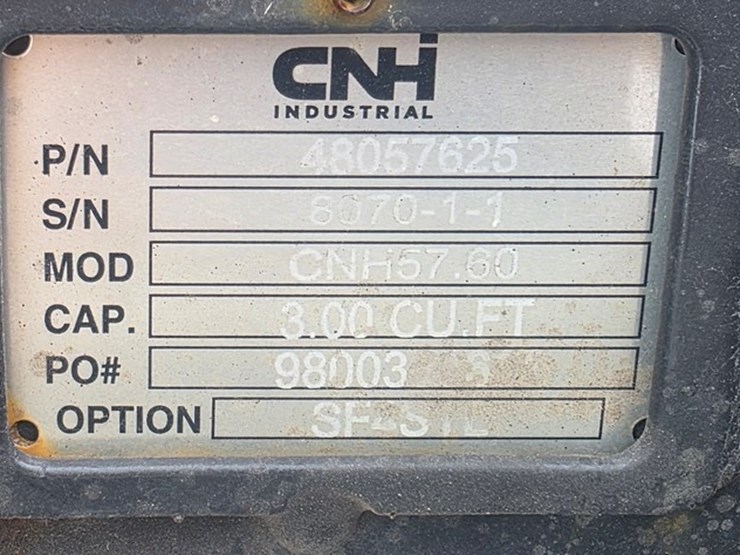 CNH
INDUSTRIAL
P/N 48057625
S/N 8070-1-1
MOD CNH57.60
CAP. 3.00 CU.FT
PO# 98003
OPTION